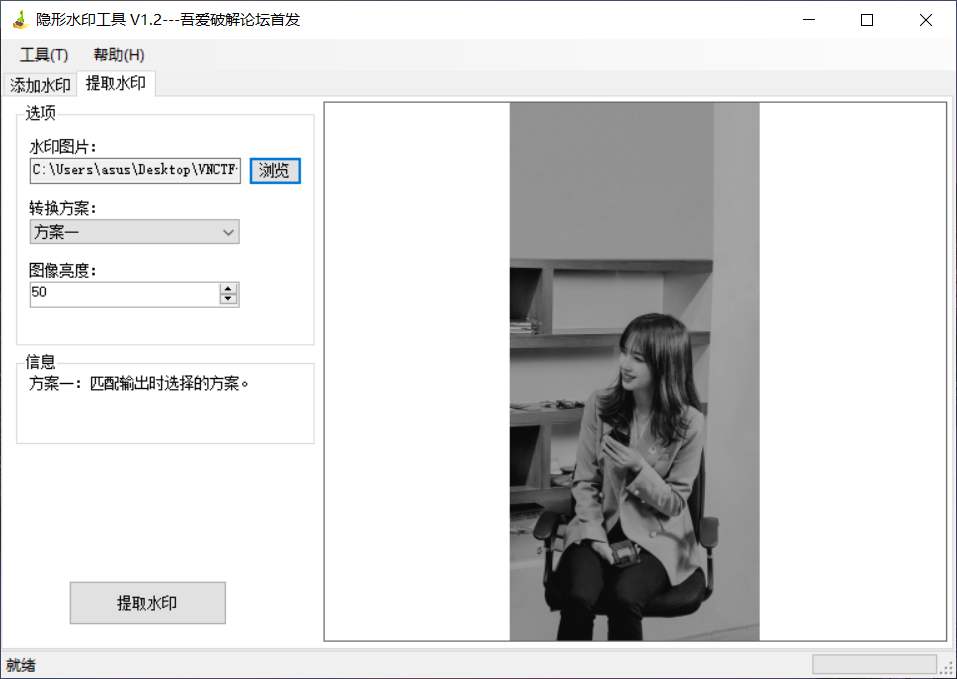 隐形水印工具 V1.2---吾爱破解论坛首发
工具(T) 帮助(H)
添加水印 提取水印
选项
水印图片:
C:\Users\asus\Desktop\VNCTF 浏览
转换方案:
方案一
图像亮度:
50
信息
方案一: 匹配输出时选择的方案。
提取水印
就绪